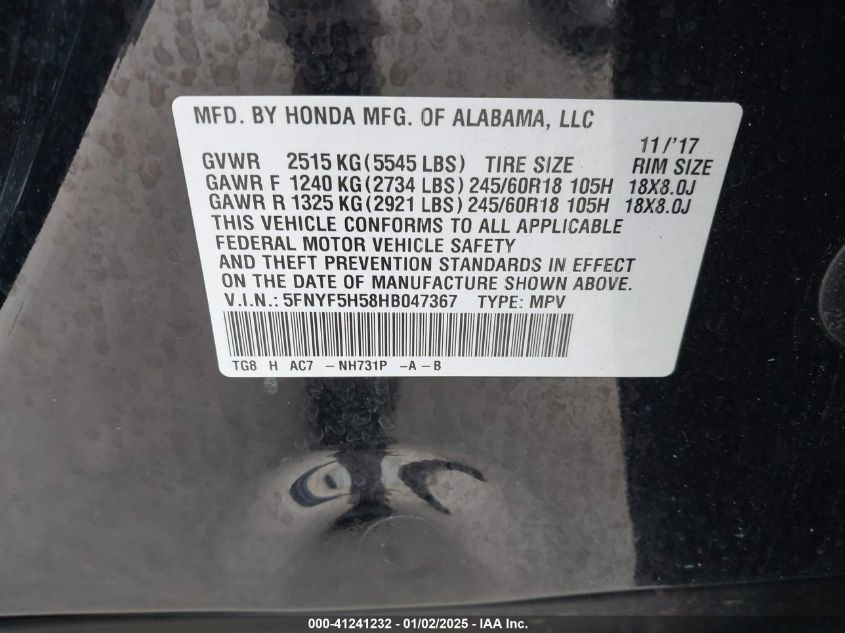 MFD. BY HONDA MFG. OF ALABAMA, LLC
11/'17
GVWR 2515 KG (5545 LBS) TIRE SIZE RIM SIZE
GAWR F 1240 KG (2734 LBS) 245/60R18 105H 18X8.0J
GAWR R 1325 KG (2921 LBS) 245/60R18 105H 18X8.0J
THIS VEHICLE CONFORMS TO ALL APPLICABLE
FEDERAL MOTOR VEHICLE SAFETY
AND THEFT PREVENTION STANDARDS IN EFFECT
ON THE DATE OF MANUFACTURE SHOWN ABOVE.
V.I.N.: 5FNYF5H58HB047367 TYPE: MPV
TG8 H AC7 -NH731P -A-B
000-41241232 - 01/02/2025 - IAA Inc.